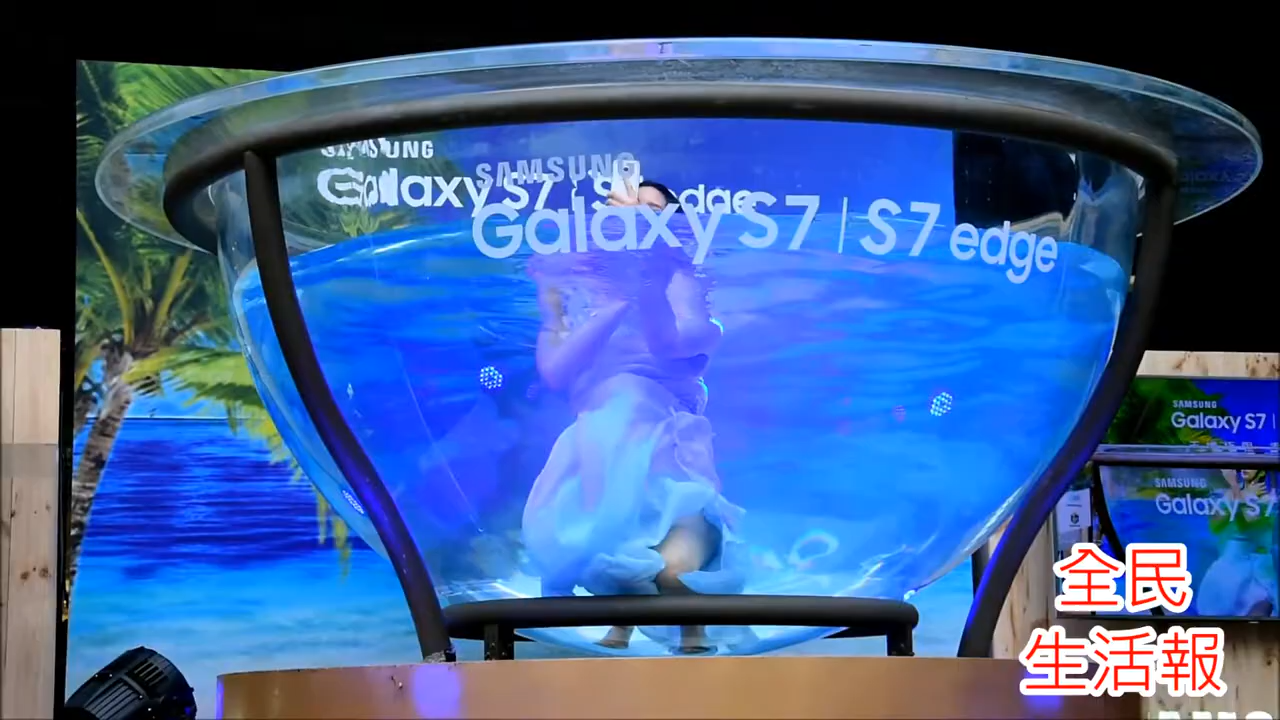 SAMSUNG
Galaxy S7 | S7 edge
SAMSUNG
Galaxy S7 | S7 edge
SAMSUNG
Galaxy S7 |
SAMSUNG
Galaxy S7
全民
生活報